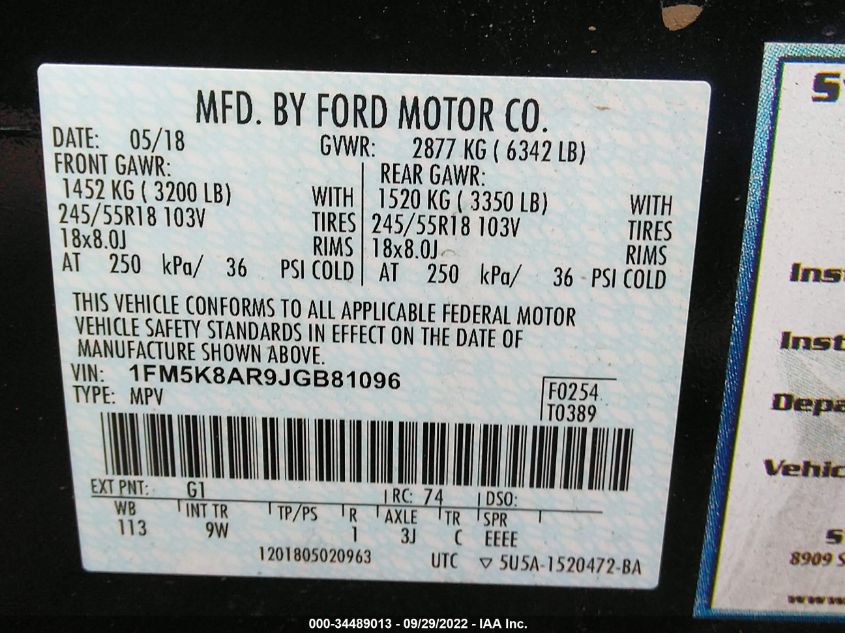 MFD. BY FORD MOTOR CO.
DATE: 05/18 GVWR: 2877 KG ( 6342 LB)
FRONT GAWR: REAR GAWR:
1452 KG ( 3200 LB) WITH 1520 KG ( 3350 LB) WITH
245/55R18 103V TIRES 245/55R18 103V TIRES
18x8.0J RIMS 18x8.0J RIMS
AT 250 kPa/ 36 PSI COLD AT 250 kPa/ 36 PSI COLD
THIS VEHICLE CONFORMS TO ALL APPLICABLE FEDERAL MOTOR
VEHICLE SAFETY STANDARDS IN EFFECT ON THE DATE OF
MANUFACTURE SHOWN ABOVE.
VIN: 1FM5K8AR9JGB81096
TYPE: MPV
F0254
T0389
EXT PNT: G1 RC: 74 DSO:
WB INT TR TP/PS R AXLE TR SPR
113 9W 1 3J C EEEE
1201805020963 UTC ▽ 5U5A-1520472-BA
Inst
Inst
Depa
Vehic
S
8909 S
www
000-34489013 - 09/29/2022 - IAA Inc.